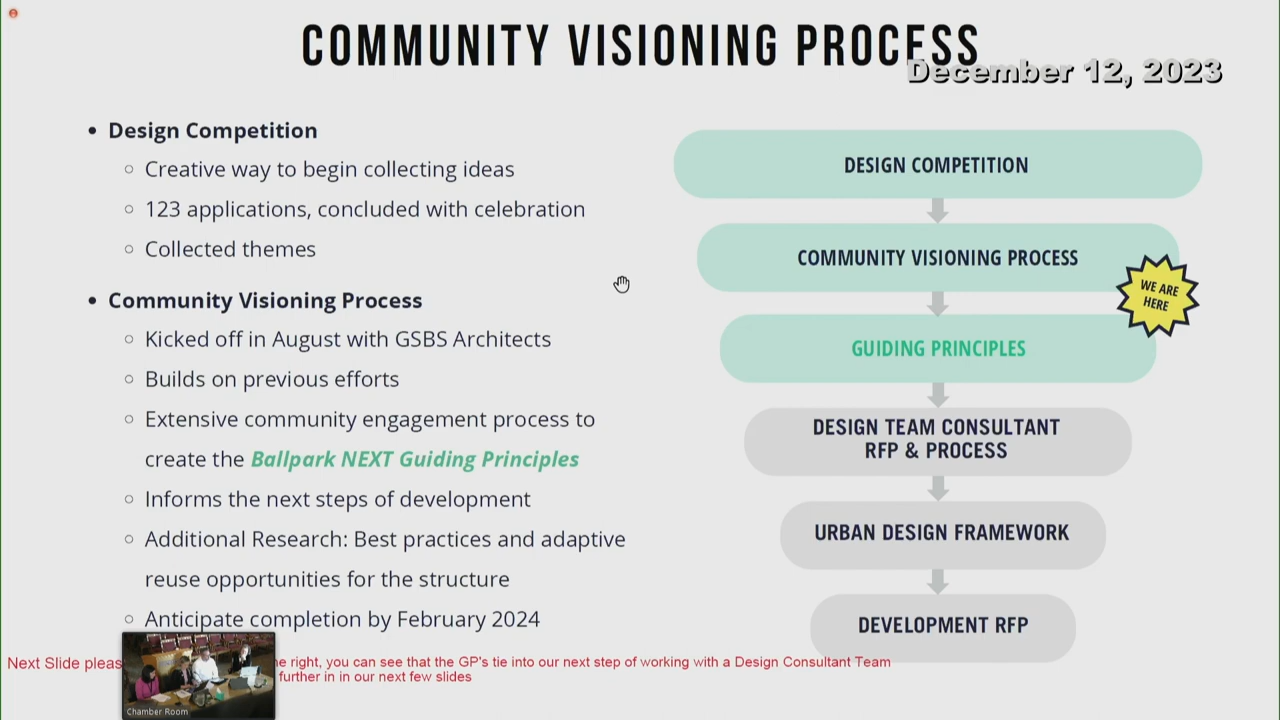 COMMUNITY VISIONING PROCESS
December 12, 2023
• Design Competition
○ Creative way to begin collecting ideas
○ 123 applications, concluded with celebration
○ Collected themes
• Community Visioning Process
○ Kicked off in August with GSBS Architects
○ Builds on previous efforts
○ Extensive community engagement process to
create the Ballpark NEXT Guiding Principles
○ Informs the next steps of development
○ Additional Research: Best practices and adaptive
reuse opportunities for the structure
○ Anticipate completion by February 2024
DESIGN COMPETITION
COMMUNITY VISIONING PROCESS
WE ARE
HERE
GUIDING PRINCIPLES
DESIGN TEAM CONSULTANT
RFP & PROCESS
URBAN DESIGN FRAMEWORK
DEVELOPMENT RFP
Next Slide right, you can see that the GP's tie into our next step of working with a Design Consultant Team
further in in our next few slides
Chamber Room